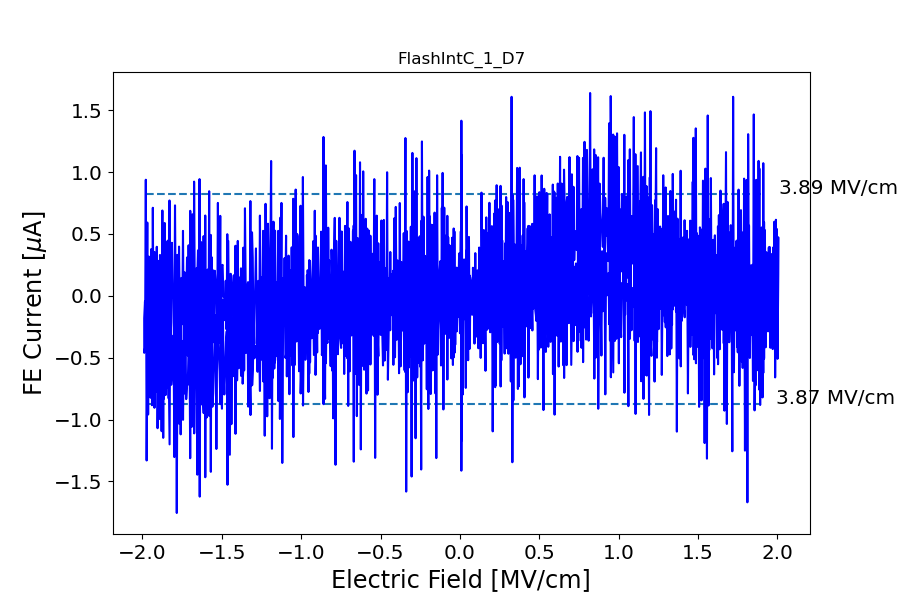 FlashIntC_1_D7
1.5
1.0
3.89 MV/cm
0.5
0.0
−0.5
3.87 MV/cm
−1.0
−1.5
FE Current [μA]
−2.0 −1.5 −1.0 −0.5 0.0 0.5 1.0 1.5 2.0
Electric Field [MV/cm]